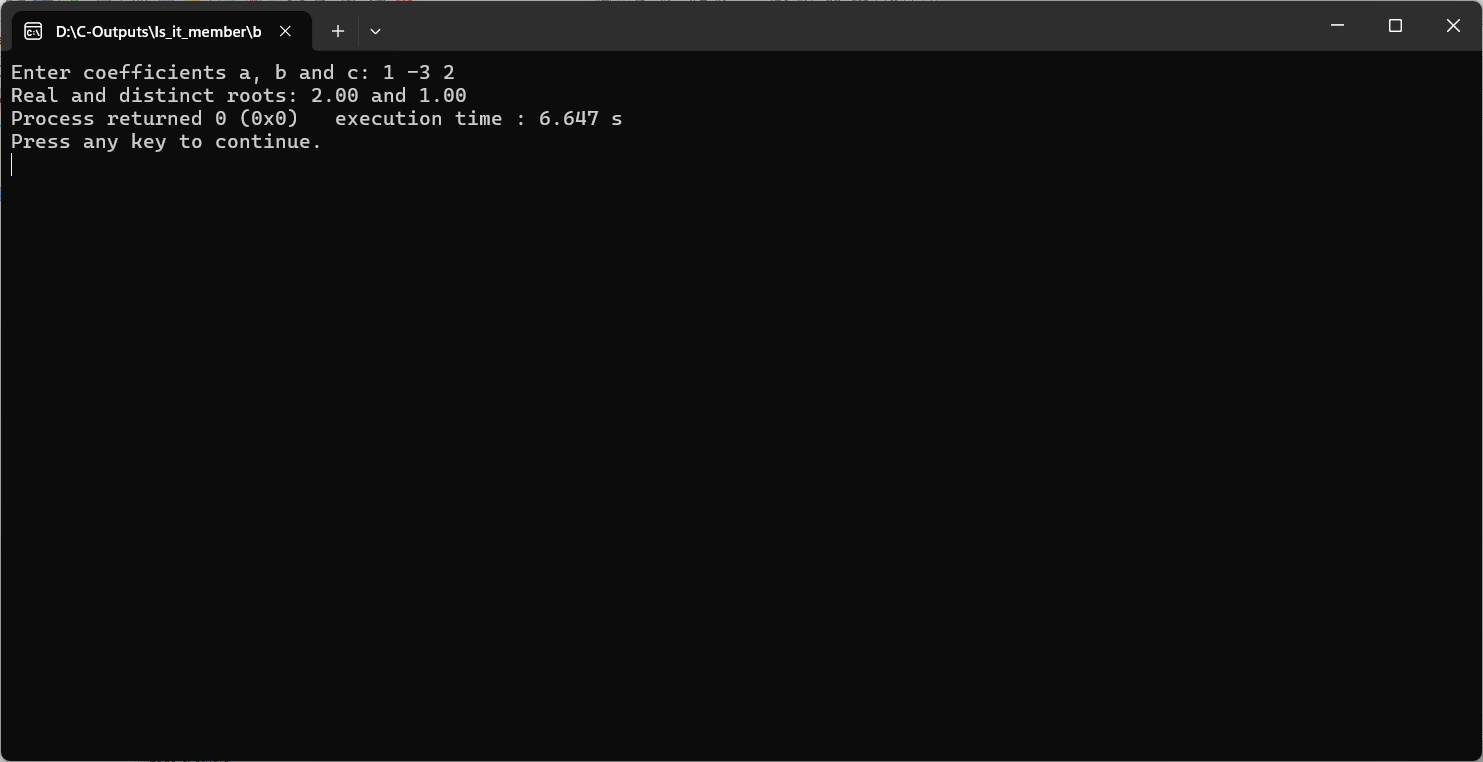 D:\C-Outputs\Is_it_member\b
Enter coefficients a, b and c: 1 -3 2
Real and distinct roots: 2.00 and 1.00
Process returned 0 (0x0)   execution time : 6.647 s
Press any key to continue.